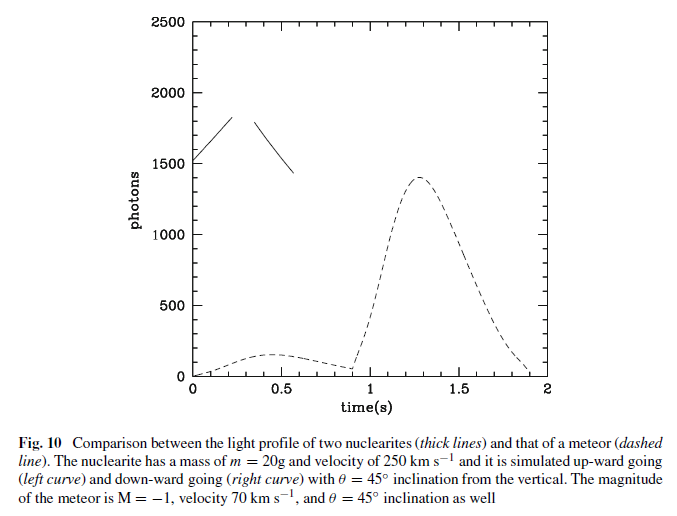 2500
2000
1500
1000
500
0
photons
0 0.5 1 1.5 2
time(s)
Fig. 10 Comparison between the light profile of two nuclearites (thick lines) and that of a meteor (dashed
line). The nuclearite has a mass of m = 20g and velocity of 250 km s−1 and it is simulated up-ward going
(left curve) and down-ward going (right curve) with θ = 45° inclination from the vertical. The magnitude
of the meteor is M = −1, velocity 70 km s−1, and θ = 45° inclination as well